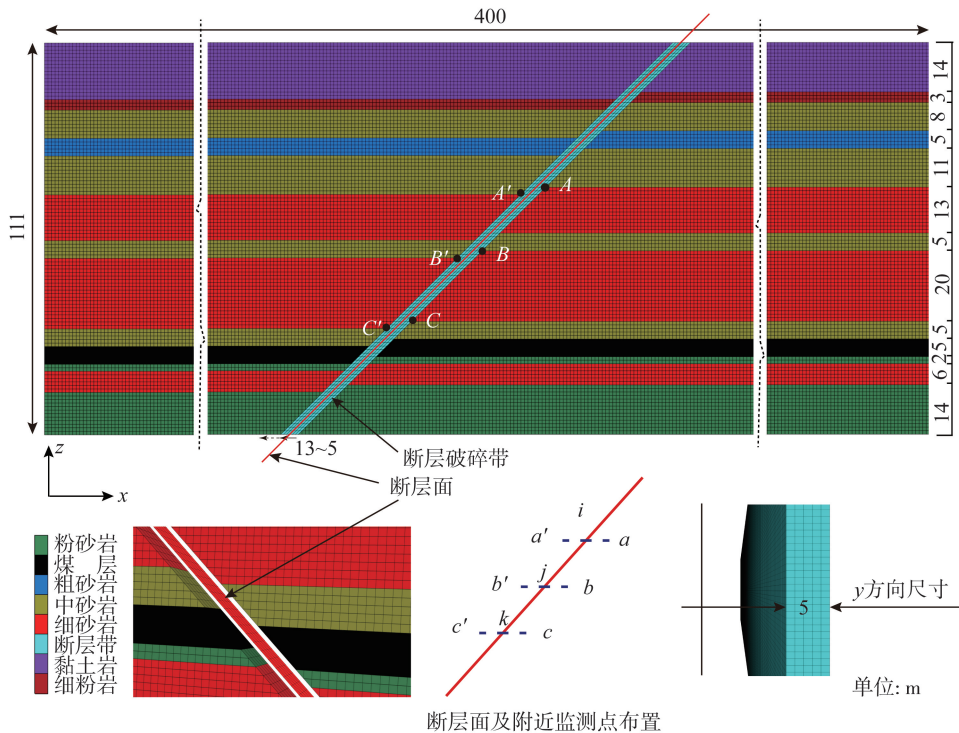 400
111
14
3
8
5
11
13
5
20
5
5
2
6
14
A'
A
B'
B
C'
C
z
x
13~5
断层破碎带
断层面
粉砂岩
煤 层
粗砂岩
中砂岩
细砂岩
断层带
黏土岩
细粉岩
i
a'
a
j
b'
b
k
c'
c
断层面及附近监测点布置
5
y方向尺寸
单位: m